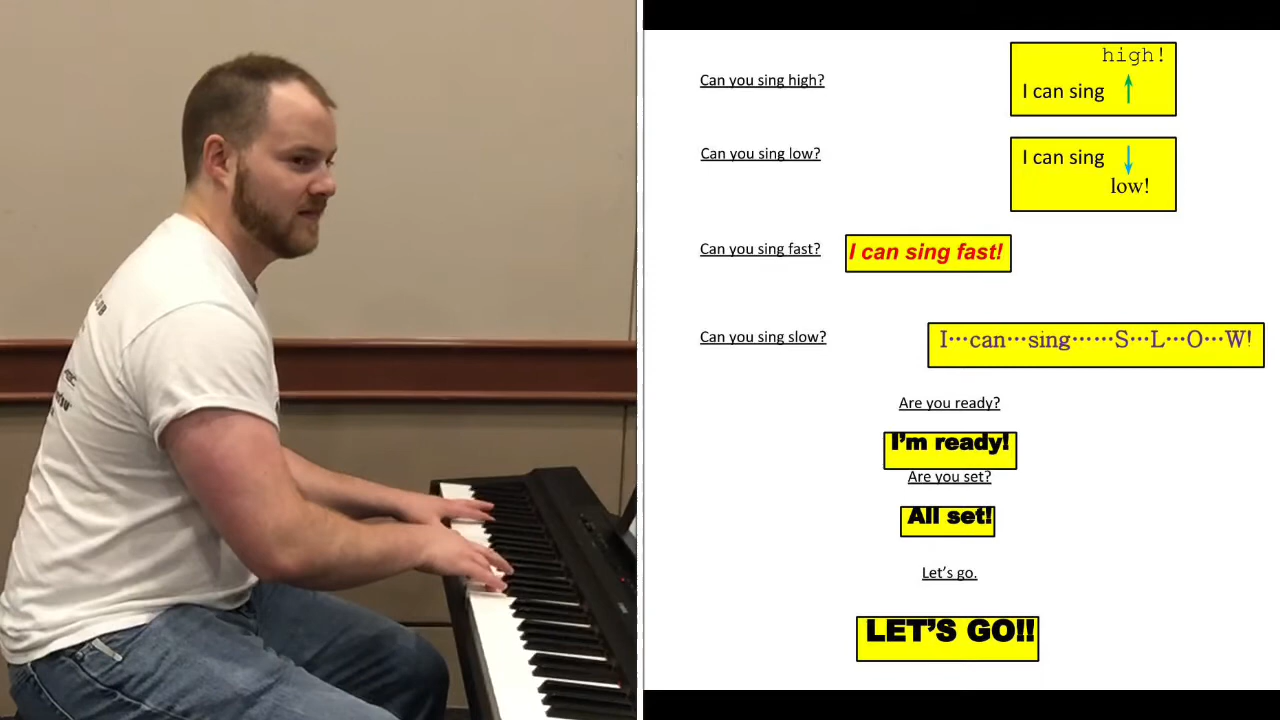 Can you sing high?
high!
I can sing
Can you sing low?
I can sing
low!
Can you sing fast?
I can sing fast!
Can you sing slow?
I…can…sing……S…L…O…W!
Are you ready?
I’m ready!
Are you set?
All set!
Let’s go.
LET’S GO!!